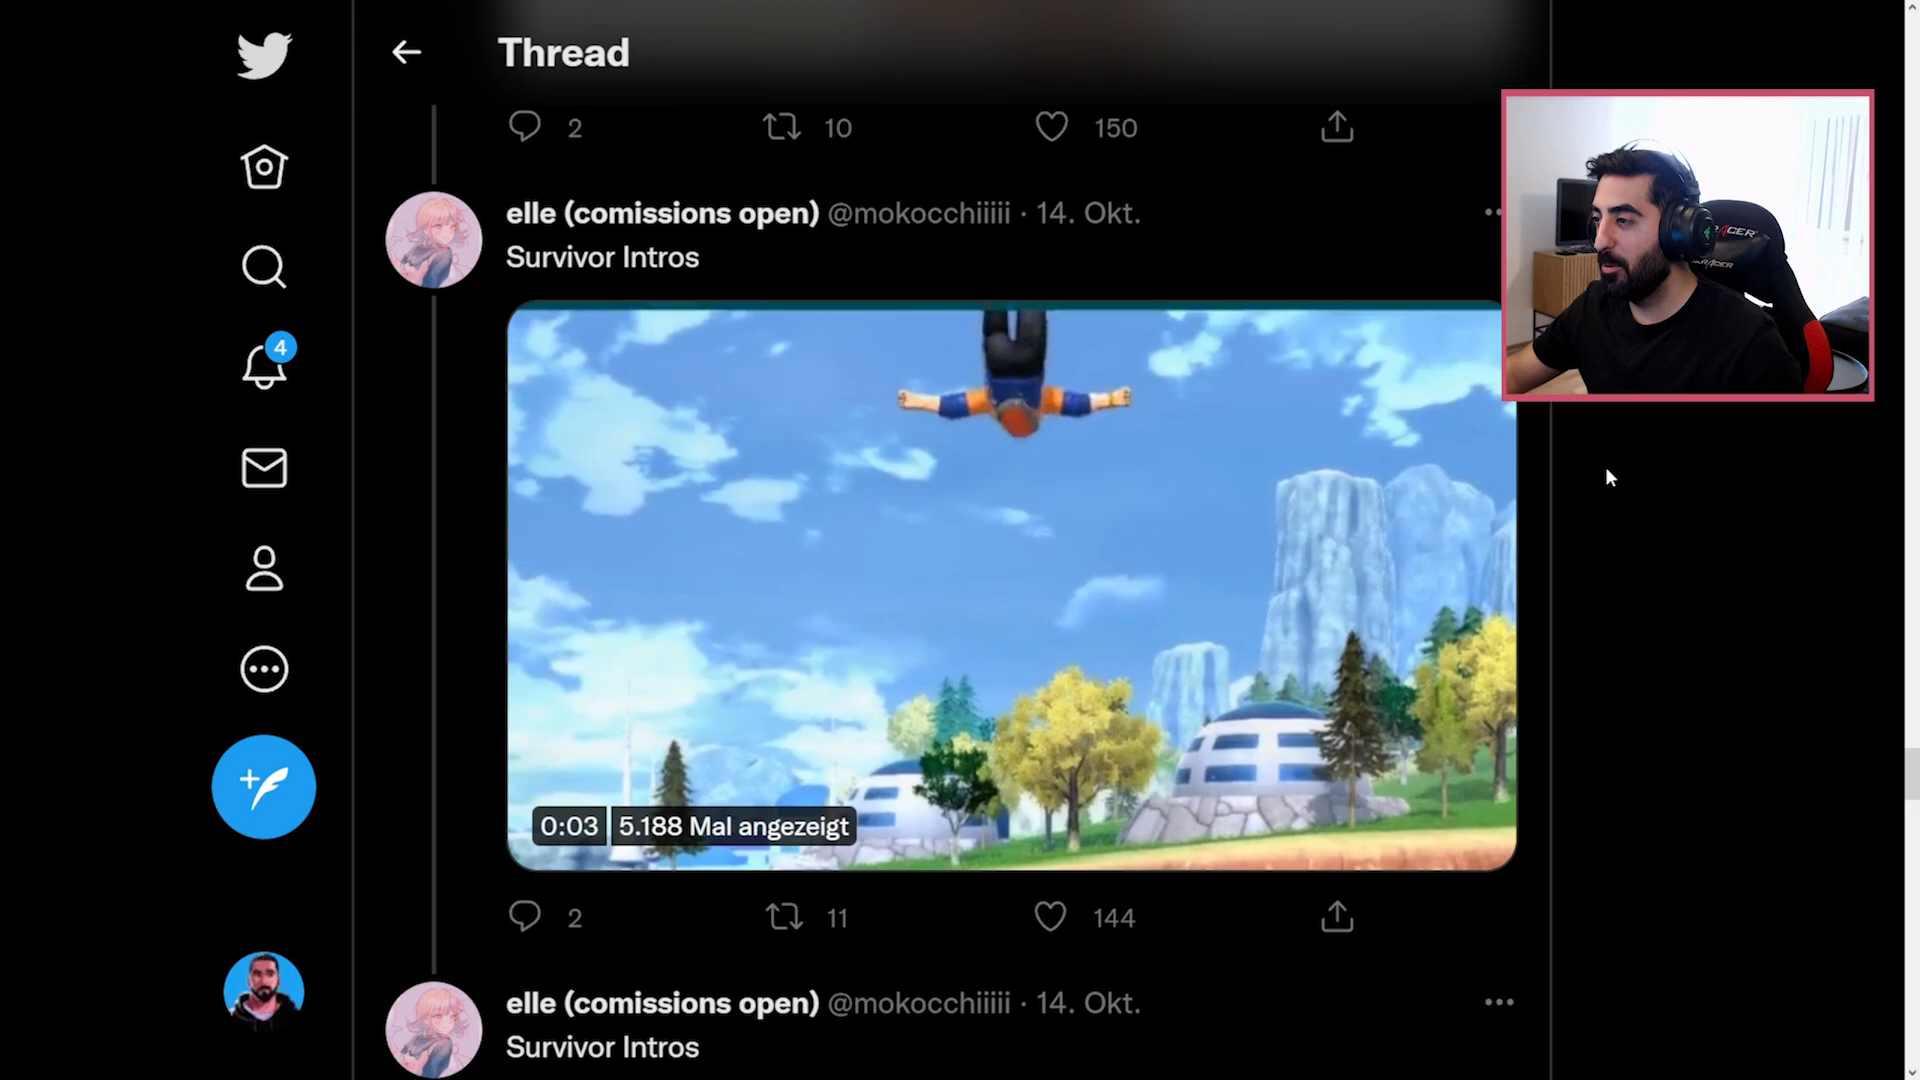 Thread
2 10 150
elle (comissions open) @mokocchiiiii · 14. Okt.
Survivor Intros
4
0:03 5.188 Mal angezeigt
2 11 144
elle (comissions open) @mokocchiiiii · 14. Okt.
Survivor Intros